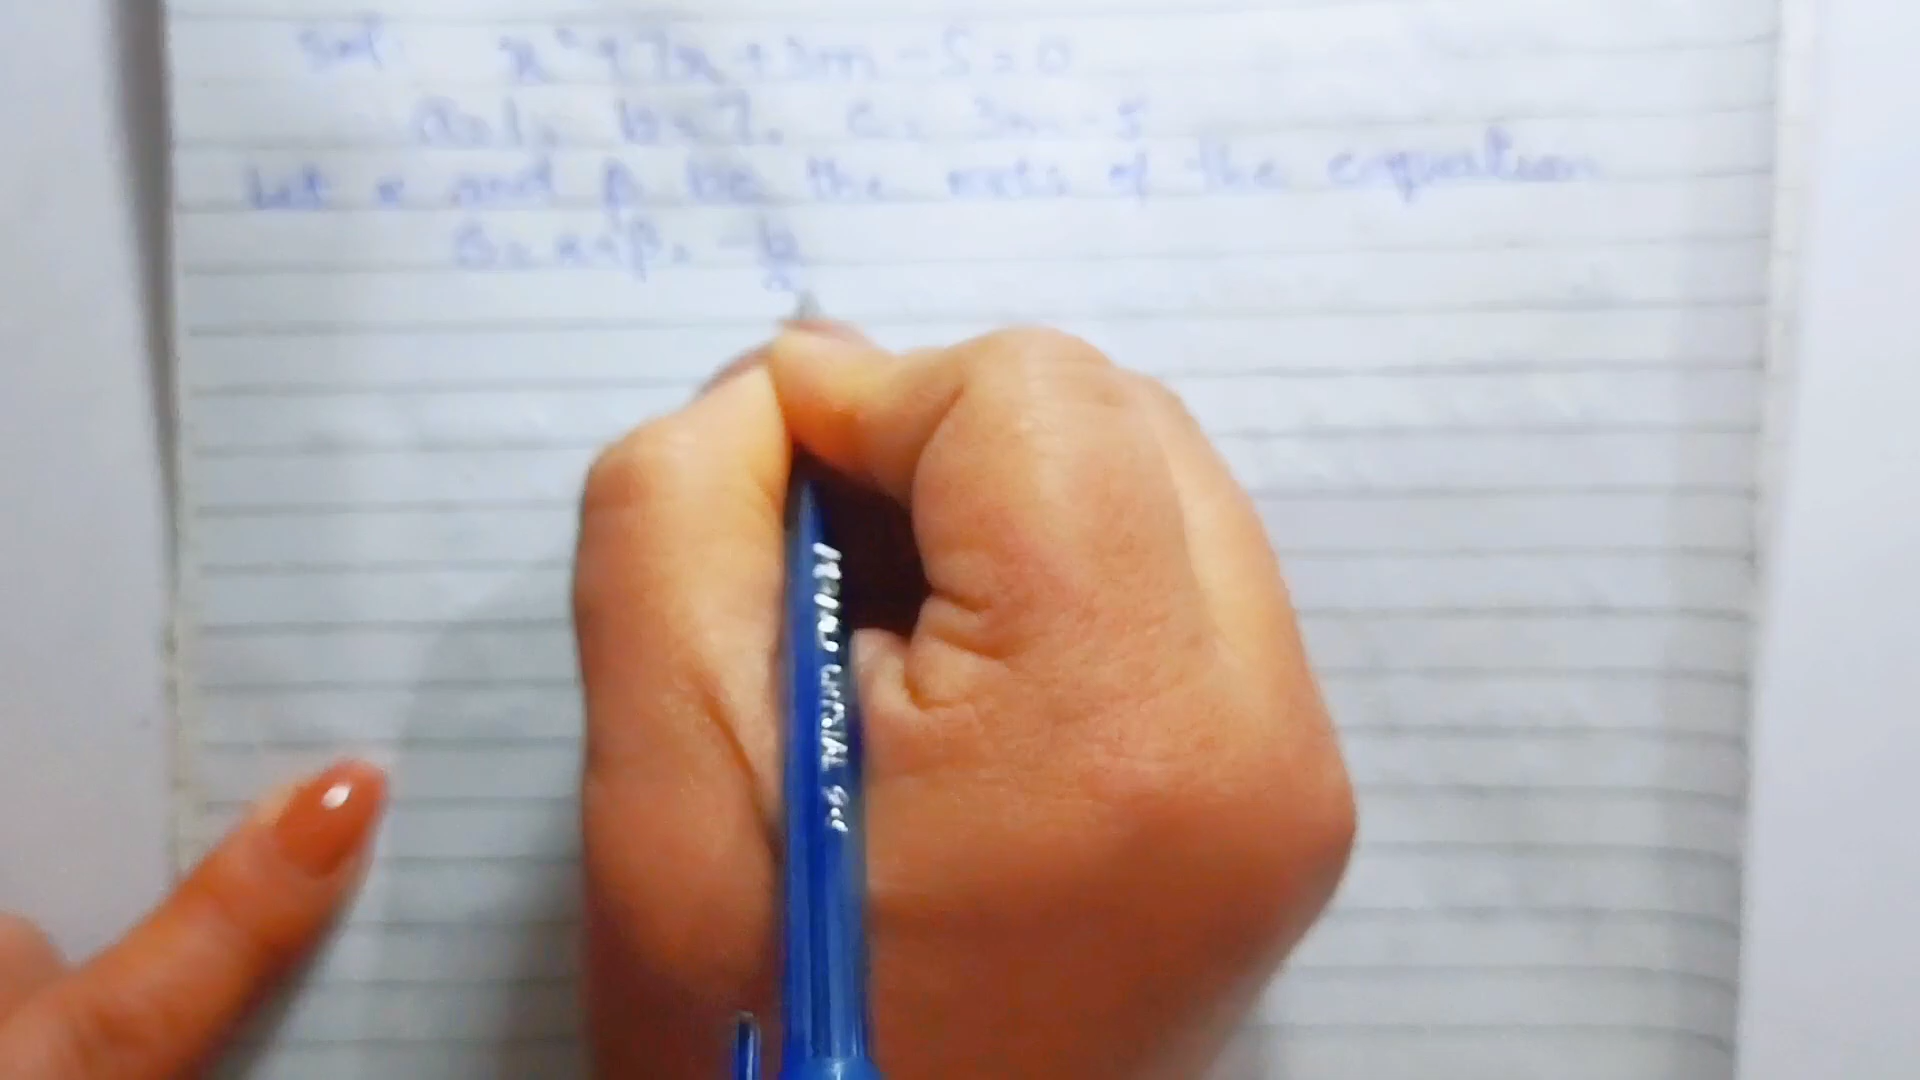 Sol. x² + 7x + 3m - 5 = 0
a = 1, b = 7, c = 3m - 5
Let α and β be the roots of the equation
S = α + β = -b/a